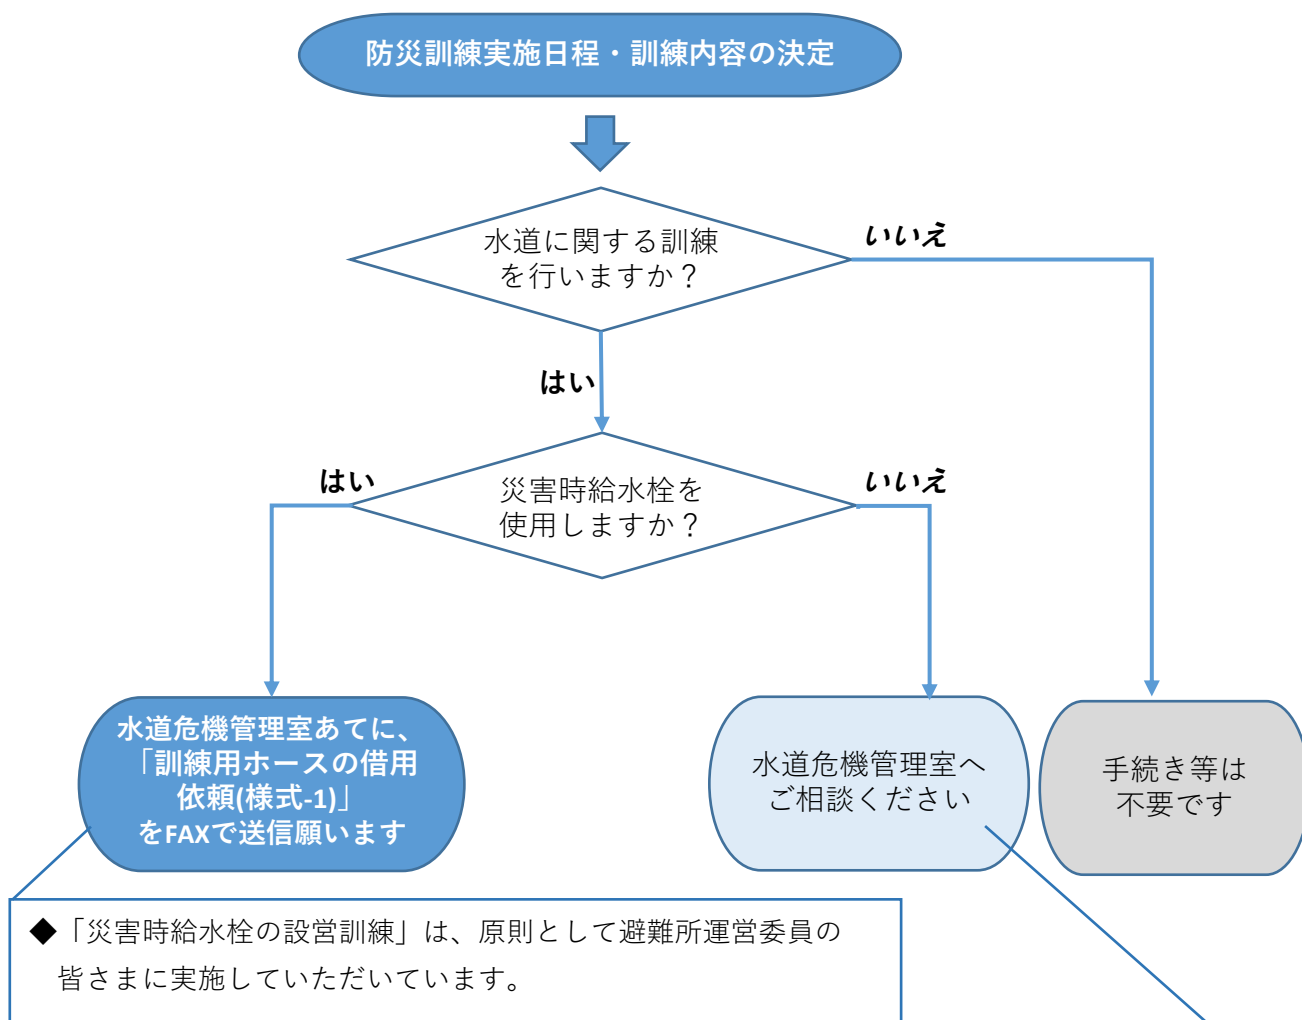 防災訓練実施日程・訓練内容の決定
水道に関する訓練
を行いますか？
いいえ
はい
災害時給水栓を
使用しますか？
はい
いいえ
水道危機管理室あてに、
「訓練用ホースの借用
依頼(様式-1)」
をFAXで送信願います
水道危機管理室へ
ご相談ください
手続き等は
不要です
◆「災害時給水栓の設営訓練」は、原則として避難所運営委員の
皆さまに実施していただいています。